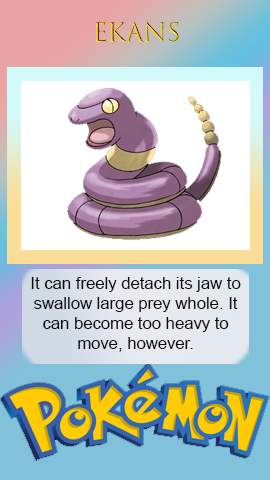 EKANS
It can freely detach its jaw to
swallow large prey whole. It
can become too heavy to
move, however.
POKéMON